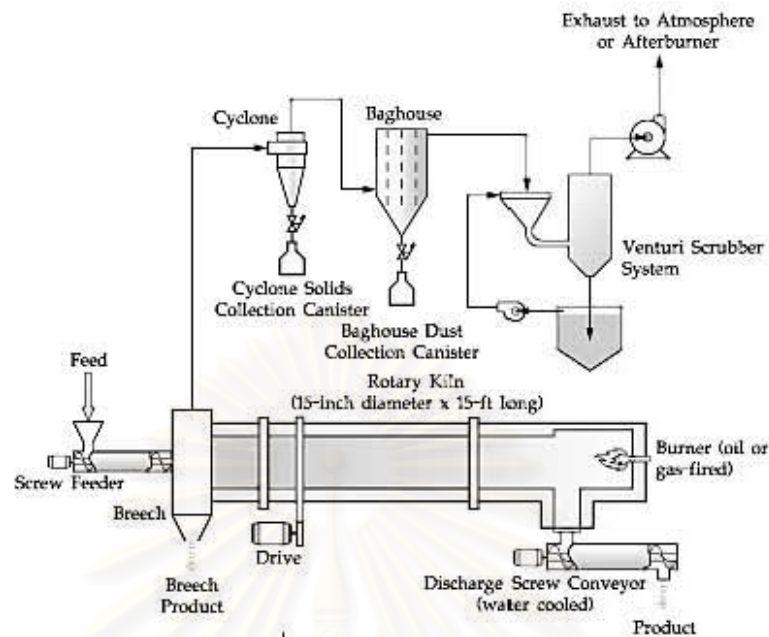 Exhaust to Atmosphere
or Afterburner
Cyclone
Baghouse
Venturi Scrubber
System
Cyclone Solids
Collection Canister
Baghouse Dust
Collection Canister
Feed
Rotary Kiln
(15-inch diameter x 15-ft long)
Burner (oil or
gas-fired)
Screw Feeder
Breech
Drive
Breech
Product
Discharge Screw Conveyor
(water cooled)
Product